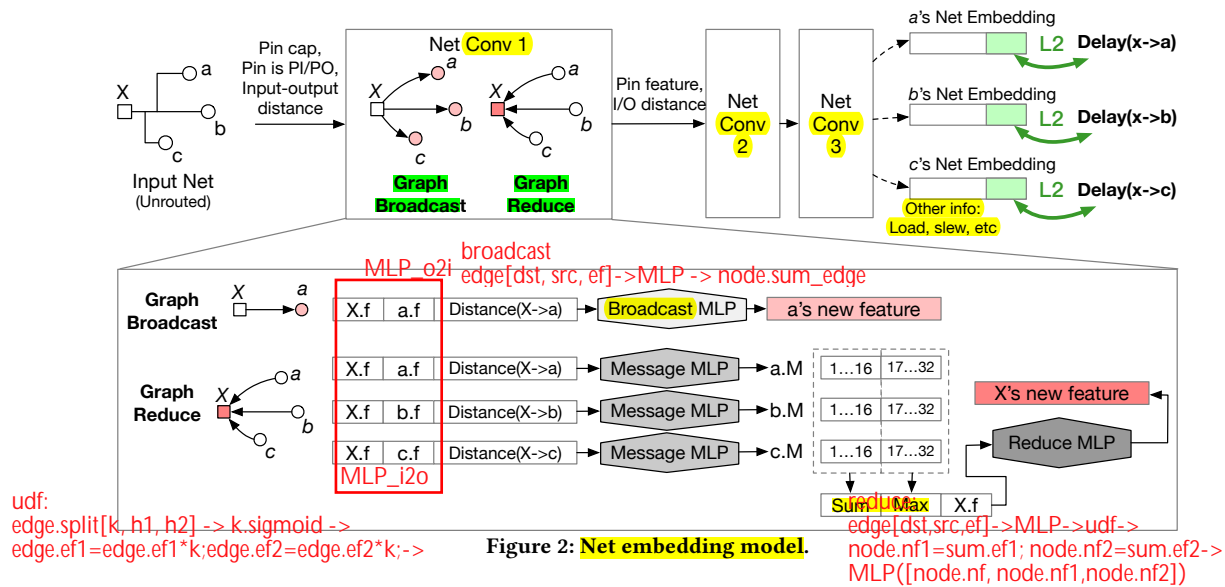 a's Net Embedding
L2 Delay(x->a)
Net Conv 1
Pin cap,
Pin is PI/PO,
Input-output
distance
a
X
b
c
X
a
b
c
X
a
b
c
Input Net
(Unrouted)
Graph
Broadcast
Graph
Reduce
Pin feature,
I/O distance
Net
Conv
2
Net
Conv
3
b's Net Embedding
L2 Delay(x->b)
c's Net Embedding
L2 Delay(x->c)
Other info:
Load, slew, etc
broadcast
MLP_o2i
edge[dst, src, ef]->MLP -> node.sum_edge
Graph
Broadcast
X
a
X.f a.f Distance(X->a) Broadcast MLP a's new feature
Graph
Reduce
X
a
b
c
X.f a.f Distance(X->a) Message MLP a.M 1...16 17...32
X.f b.f Distance(X->b) Message MLP b.M 1...16 17...32
X.f c.f Distance(X->c) Message MLP c.M 1...16 17...32
X's new feature
Reduce MLP
MLP_i2o
Sum Max X.f
udf:
edge.split[k, h1, h2] -> k.sigmoid ->
edge.ef1=edge.ef1*k;edge.ef2=edge.ef2*k;->
reduce:
edge[dst,src,ef]->MLP->udf->
node.nf1=sum.ef1; node.nf2=sum.ef2->
MLP([node.nf, node.nf1,node.nf2])
Figure 2: Net embedding model.